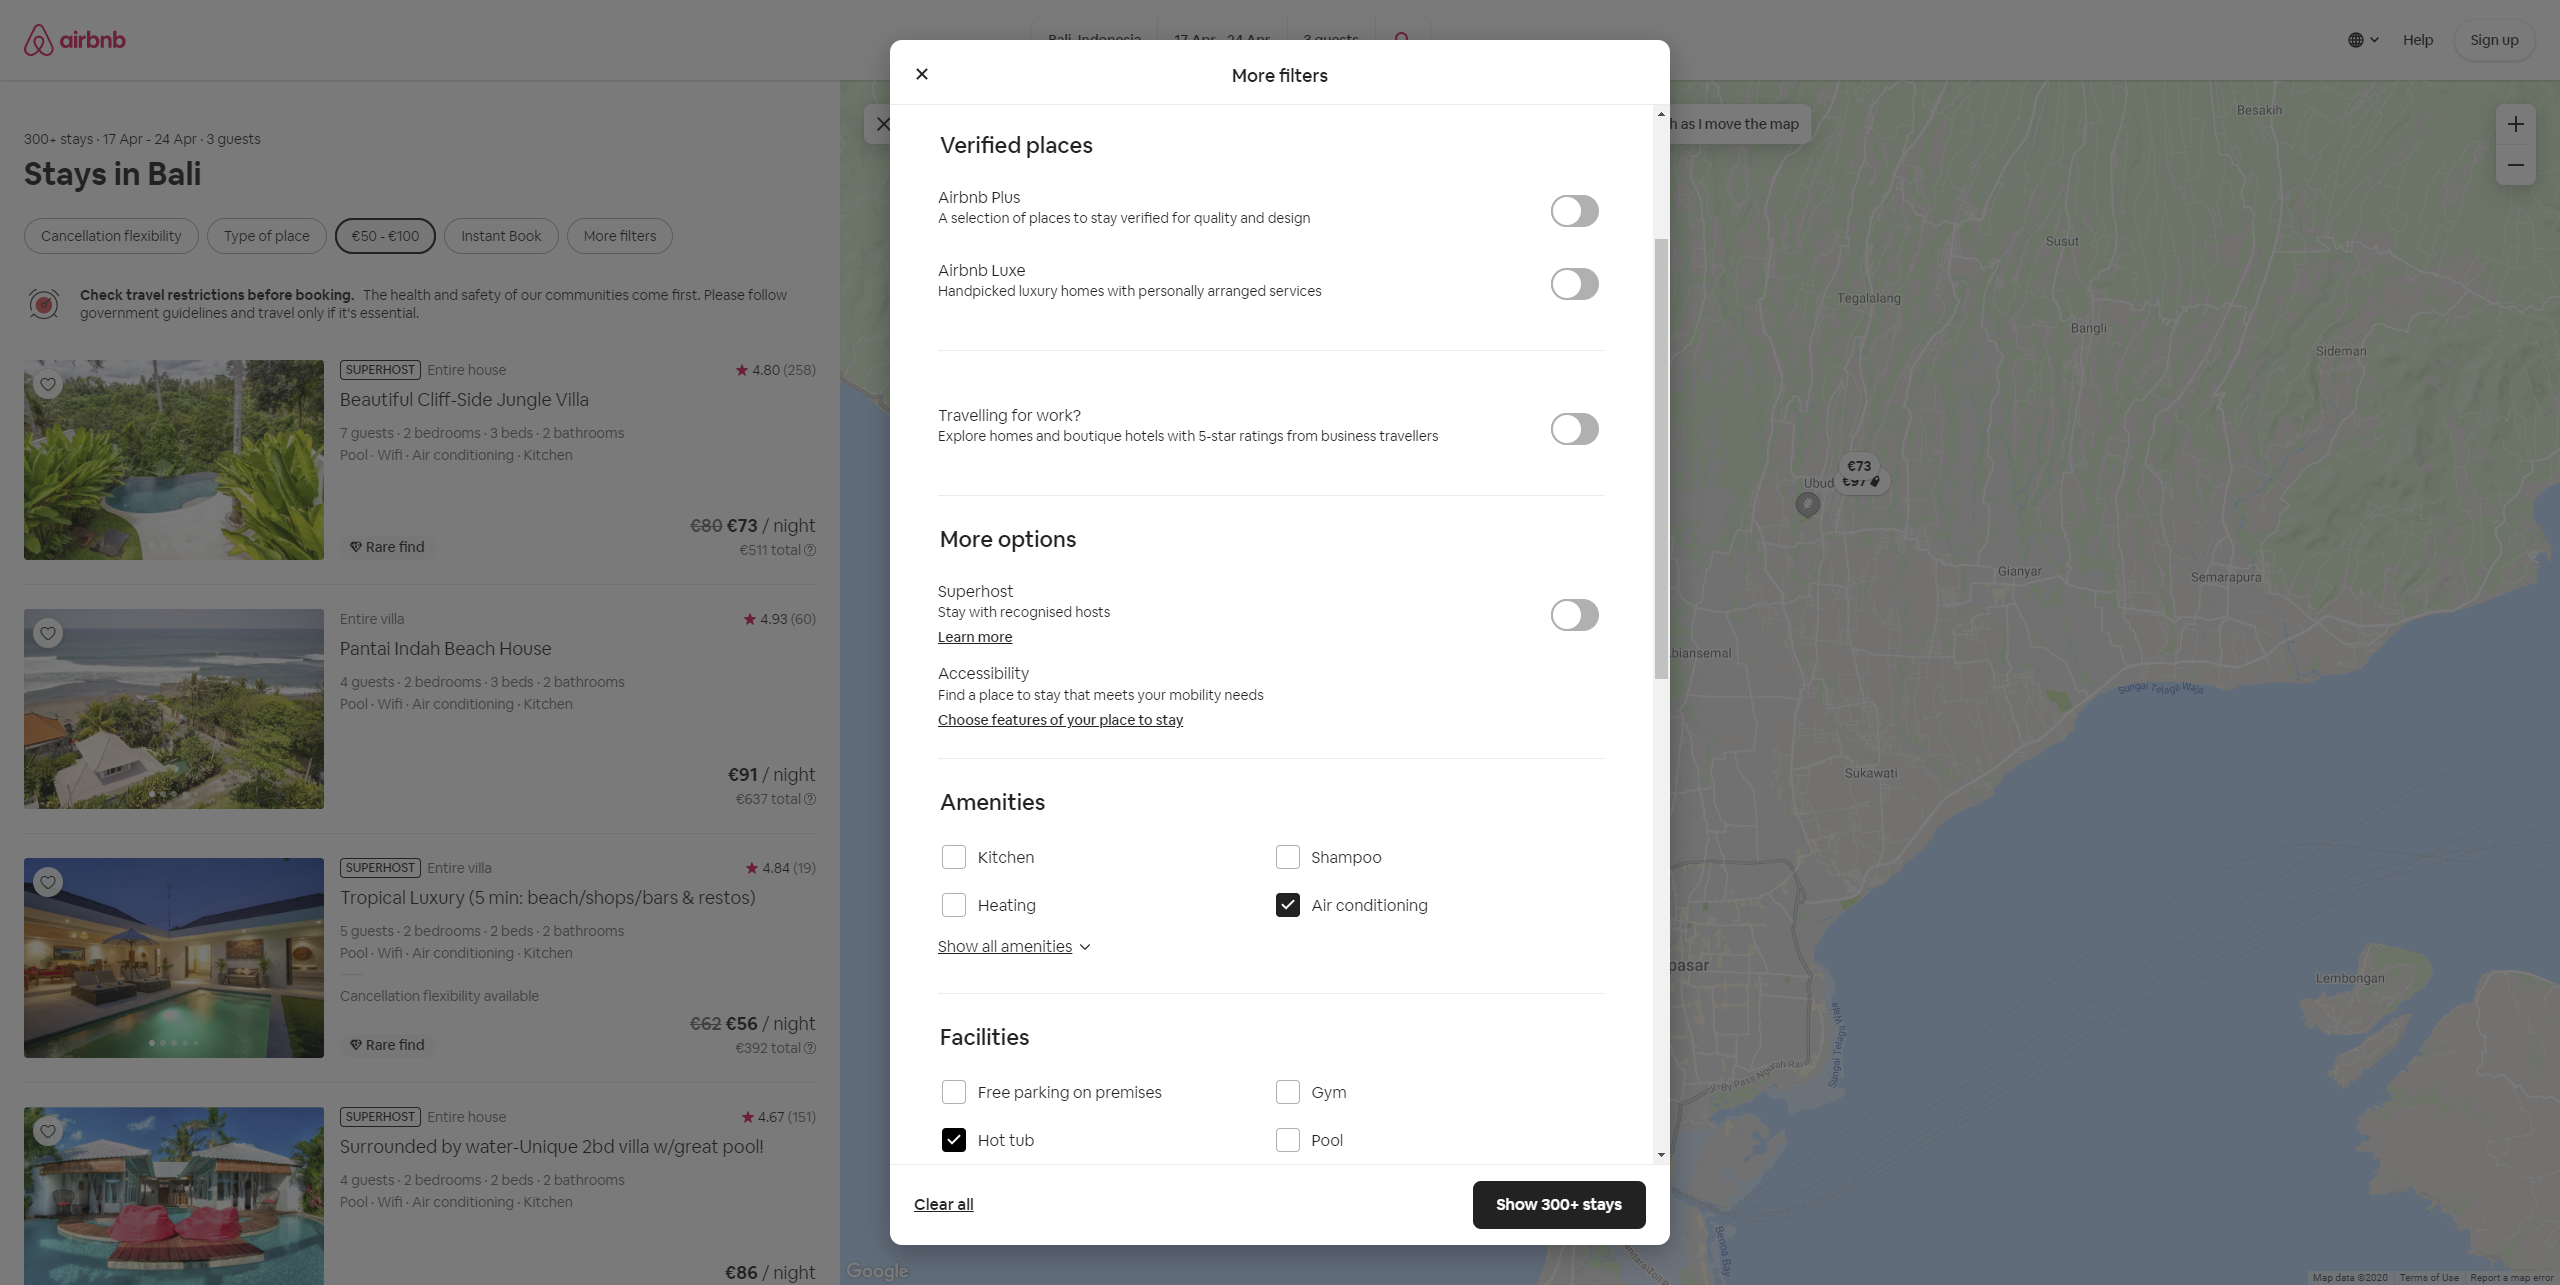 airbnb
Bali, Indonesia
17 Apr - 24 Apr
3 guests
Help
Sign up
300+ stays · 17 Apr - 24 Apr · 3 guests
Stays in Bali
Cancellation flexibility
Type of place
€50 - €100
Instant Book
More filters
Check travel restrictions before booking. The health and safety of our communities come first. Please follow
government guidelines and travel only if it's essential.
SUPERHOST Entire house
4.80 (258)
Beautiful Cliff-Side Jungle Villa
7 guests · 2 bedrooms · 3 beds · 2 bathrooms
Pool · Wifi · Air conditioning · Kitchen
€80 €73 / night
Rare find
€511 total
Entire villa
4.93 (60)
Pantai Indah Beach House
4 guests · 2 bedrooms · 3 beds · 2 bathrooms
Pool · Wifi · Air conditioning · Kitchen
€91 / night
€637 total
SUPERHOST Entire villa
4.84 (19)
Tropical Luxury (5 min: beach/shops/bars & restos)
5 guests · 2 bedrooms · 2 beds · 2 bathrooms
Pool · Wifi · Air conditioning · Kitchen
Cancellation flexibility available
€62 €56 / night
Rare find
€392 total
SUPERHOST Entire house
4.67 (151)
Surrounded by water-Unique 2bd villa w/great pool!
4 guests · 2 bedrooms · 2 beds · 2 bathrooms
Pool · Wifi · Air conditioning · Kitchen
€86 / night
More filters
Verified places
Airbnb Plus
A selection of places to stay verified for quality and design
Airbnb Luxe
Handpicked luxury homes with personally arranged services
Travelling for work?
Explore homes and boutique hotels with 5-star ratings from business travellers
More options
Superhost
Stay with recognised hosts
Learn more
Accessibility
Find a place to stay that meets your mobility needs
Choose features of your place to stay
Amenities
Kitchen
Shampoo
Heating
Air conditioning
Show all amenities
Facilities
Free parking on premises
Gym
Hot tub
Pool
Clear all
Show 300+ stays
h as I move the map
Besakih
Susut
Tegalalang
Bangli
Sideman
€73
Ubud
€97
Gianyar
Semarapura
biansemal
Sungai Telaga Waja
Sukawati
pasar
Lembongan
Sungai Telaga Waja
Jl. By Pass Ngurah Rai
Benoa Bay
Google
Map data ©2020
Terms of Use
Report a map error